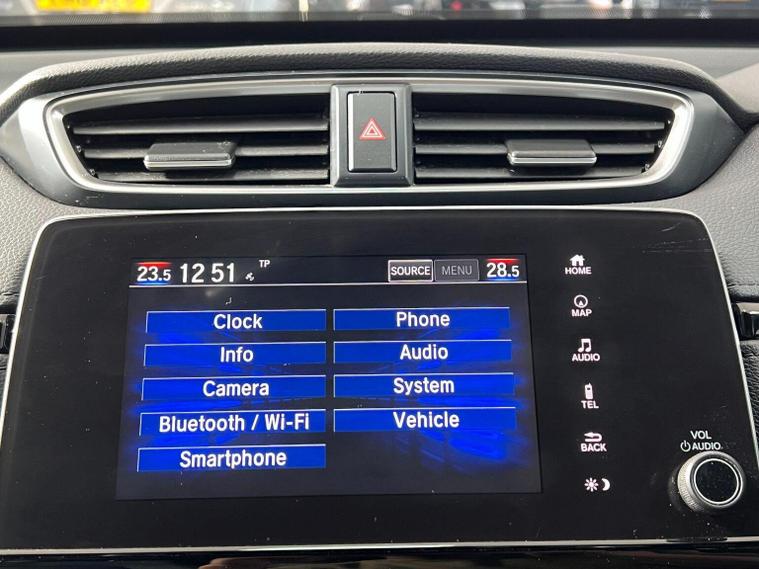 23.5 12 51 TP SOURCE MENU 28.5
Clock
Phone
Info
Audio
Camera
System
Bluetooth / Wi-Fi
Vehicle
Smartphone
HOME
MAP
AUDIO
TEL
BACK
VOL
AUDIO